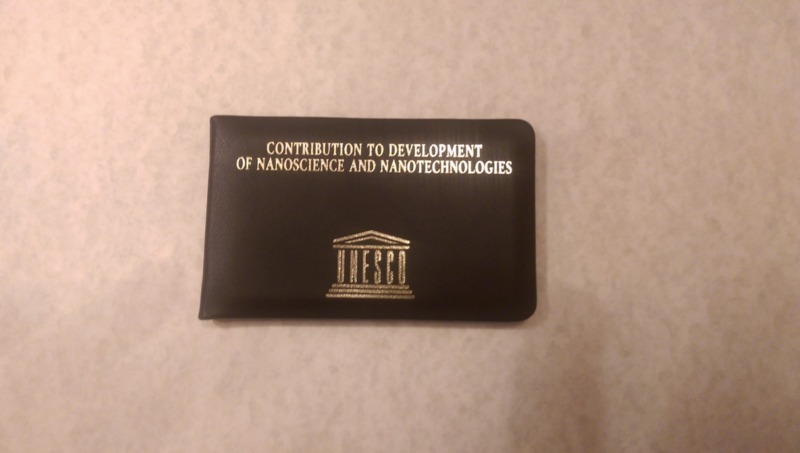 CONTRIBUTION TO DEVELOPMENT
OF NANOSCIENCE AND NANOTECHNOLOGIES
UNESCO